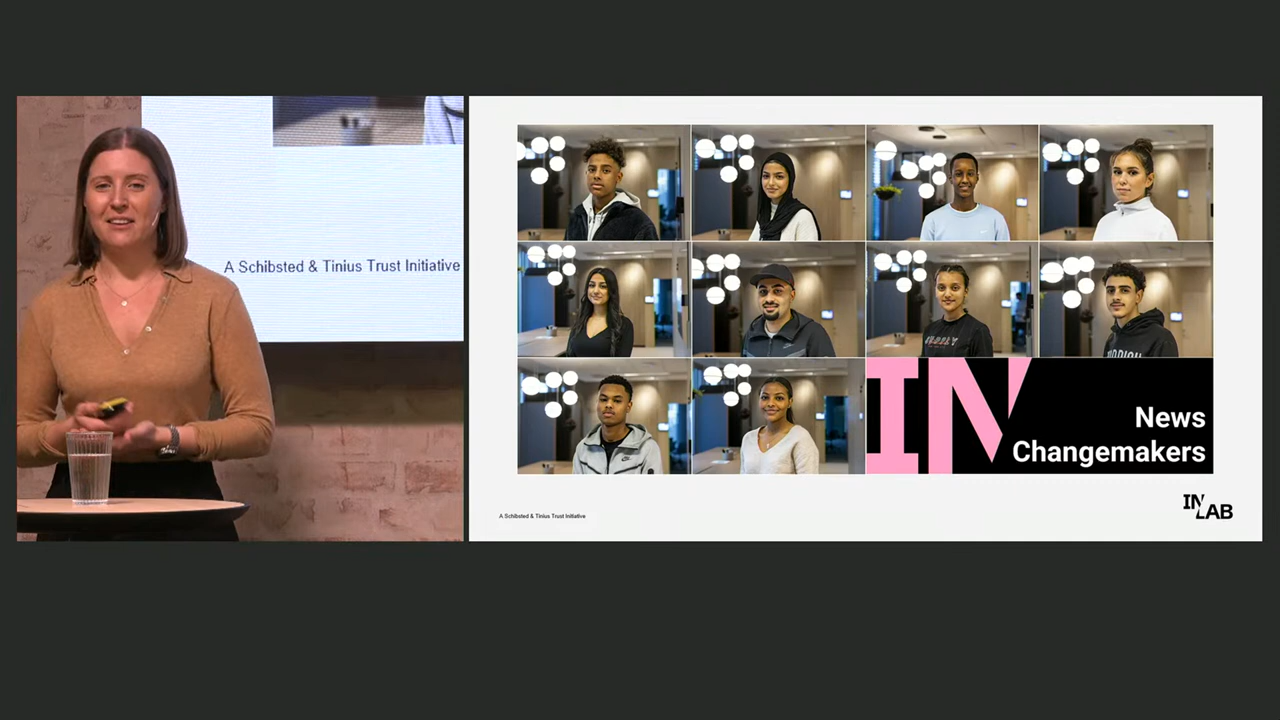 A Schibsted & Tinius Trust Initiative
IN
News
Changemakers
A Schibsted & Tinius Trust Initiative
IN
LAB